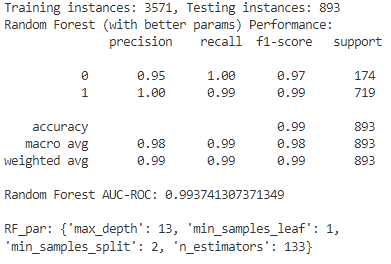 Training instances: 3571, Testing instances: 893
Random Forest (with better params) Performance:
precision recall f1-score support
0 0.95 1.00 0.97 174
1 1.00 0.99 0.99 719
accuracy 0.99 893
macro avg 0.98 0.99 0.98 893
weighted avg 0.99 0.99 0.99 893
Random Forest AUC-ROC: 0.993741307371349
RF_par: {'max_depth': 13, 'min_samples_leaf': 1,
'min_samples_split': 2, 'n_estimators': 133}